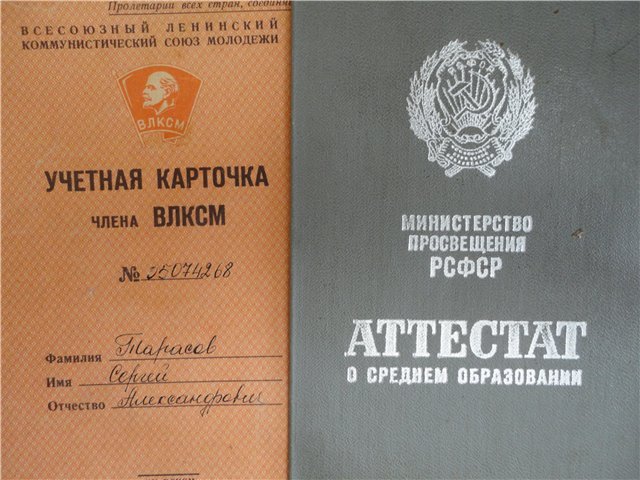 Пролетарии всех стран, соедин
ВСЕСОЮЗНЫЙ ЛЕНИНСКИЙ
КОММУНИСТИЧЕСКИЙ СОЮЗ МОЛОДЕЖИ
ВЛКСМ
УЧЕТНАЯ КАРТОЧКА
ЧЛЕНА ВЛКСМ
№ 25074268
Фамилия Тарасов
Имя Сергей
Отчество Александрович
МИНИСТЕРСТВО
ПРОСВЕЩЕНИЯ
РСФСР
АТТЕСТАТ
О СРЕДНЕМ ОБРАЗОВАНИИ